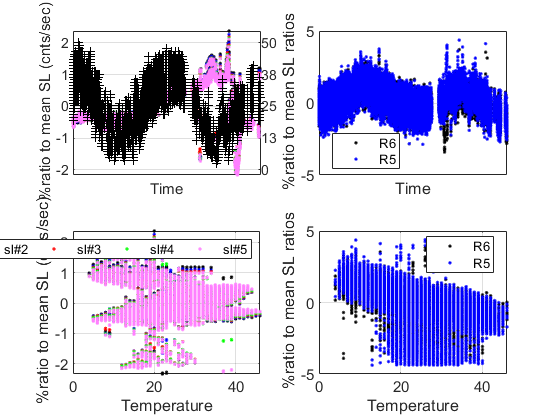 %ratio to mean SL (cnts/sec)
2
1
0
-1
-2
50
38
25
13
0
Time
%ratio to mean SL ratios
5
0
-5
R6
R5
Time
%ratio to mean SL
s/sec)
sl#2
sl#3
sl#4
sl#5
1
0
-1
-2
0
20
40
Temperature
%ratio to mean SL ratios
5
0
-5
R6
R5
0
20
40
Temperature